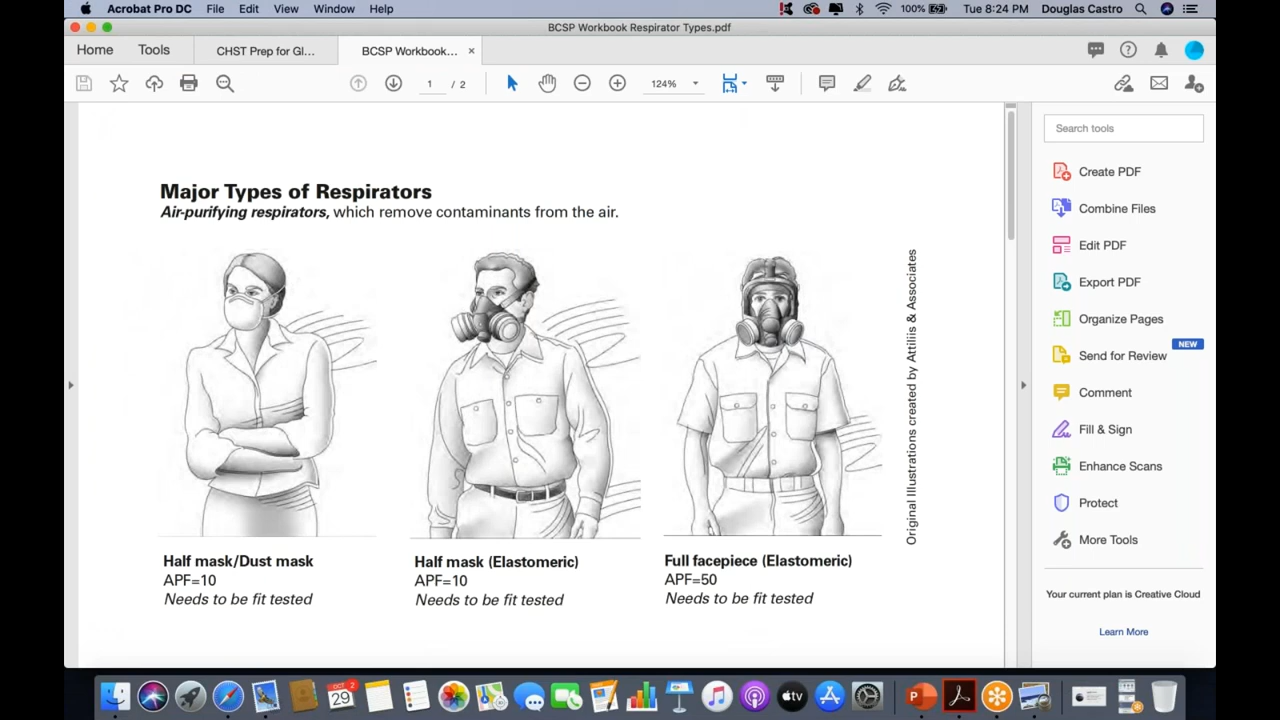 Acrobat Pro DC File Edit View Window Help 100% Tue 8:24 PM Douglas Castro
BCSP Workbook Respirator Types.pdf
Home Tools CHST Prep for Gl... BCSP Workbook... ×
1 / 2 124%
Major Types of Respirators
Air-purifying respirators, which remove contaminants from the air.
Original Illustrations created by Attiliis & Associates
Half mask/Dust mask
APF=10
Needs to be fit tested
Half mask (Elastomeric)
APF=10
Needs to be fit tested
Full facepiece (Elastomeric)
APF=50
Needs to be fit tested
Search tools
Create PDF
Combine Files
Edit PDF
Export PDF
Organize Pages
NEW
Send for Review
Comment
Fill & Sign
Enhance Scans
Protect
More Tools
Your current plan is Creative Cloud
Learn More
OCT 2
29
tv
P